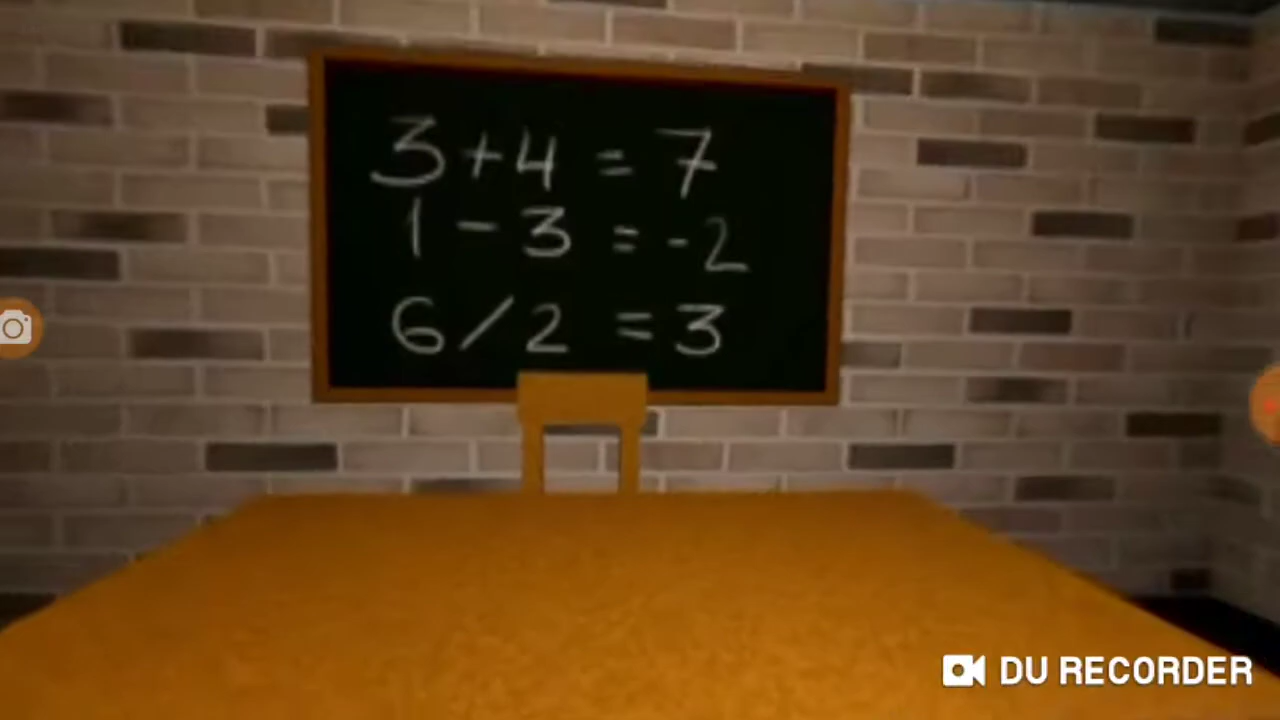 3+4 = 7
1 - 3 = -2
6/2 = 3
DU RECORDER